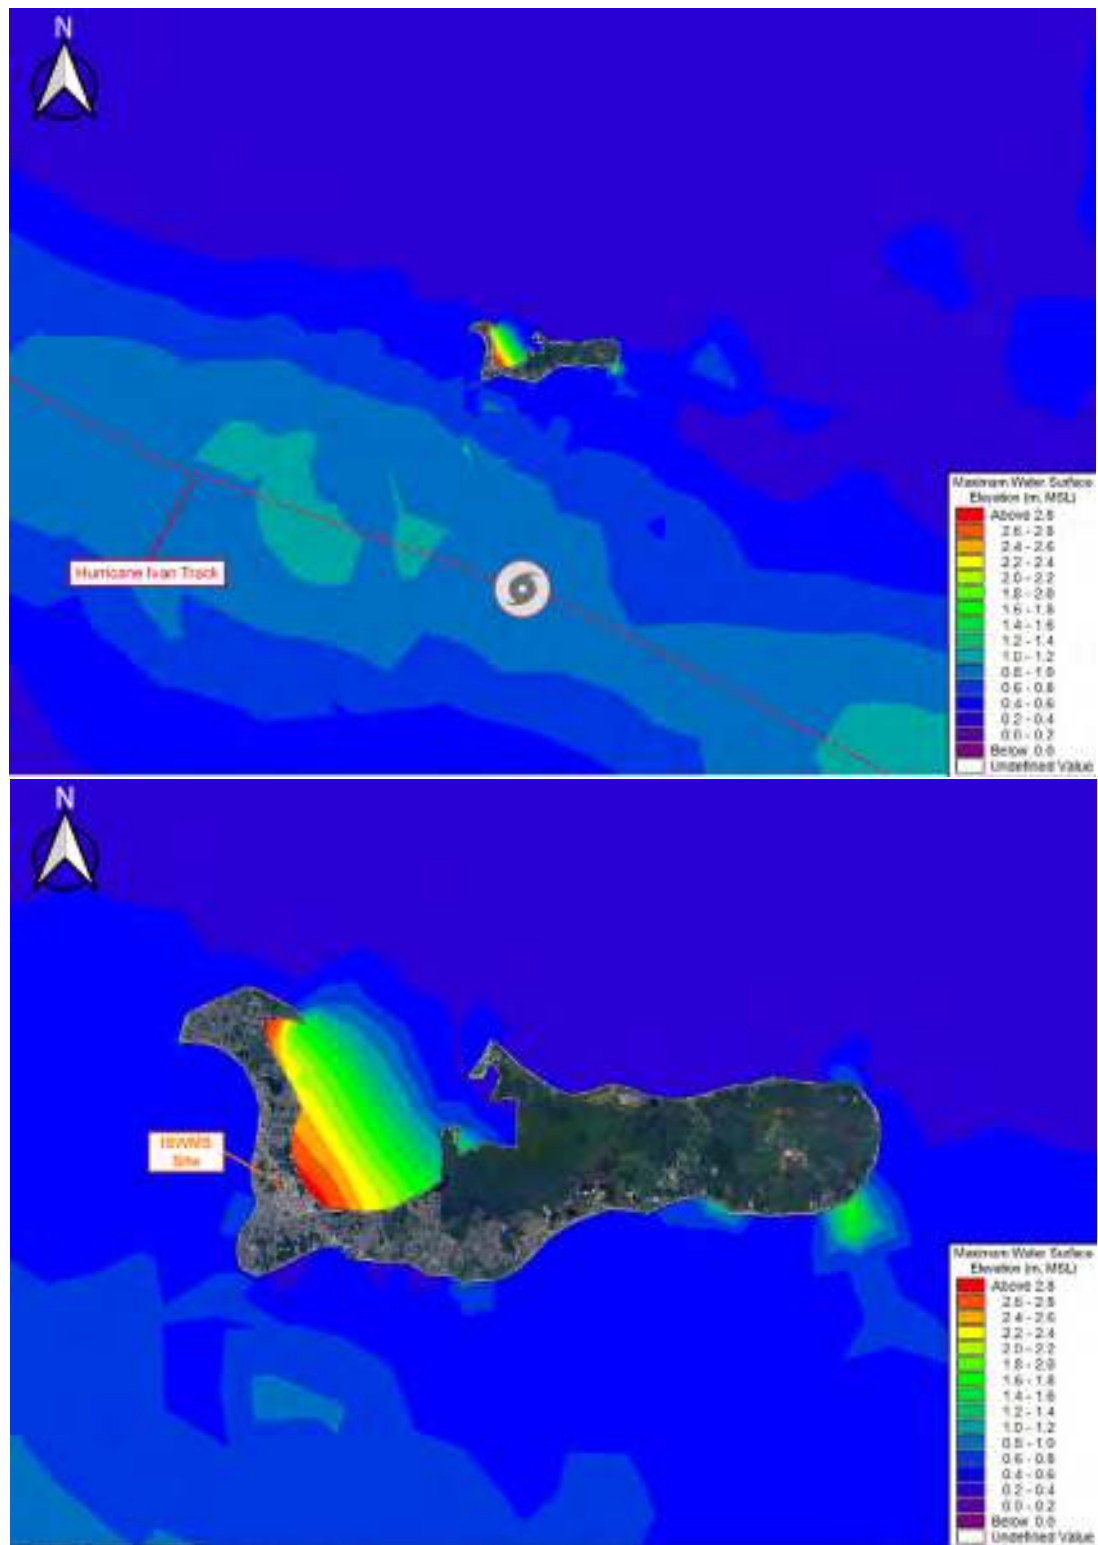 N
Hurricane Ivan Track
Maximum Water Surface
Elevation (m, MSL)
Above 2.8
2.6 - 2.8
2.4 - 2.6
2.2 - 2.4
2.0 - 2.2
1.8 - 2.0
1.6 - 1.8
1.4 - 1.6
1.2 - 1.4
1.0 - 1.2
0.8 - 1.0
0.6 - 0.8
0.4 - 0.6
0.2 - 0.4
0.0 - 0.2
Below 0.0
Undefined Value
N
ISWMS
Site
Maximum Water Surface
Elevation (m, MSL)
Above 2.8
2.6 - 2.8
2.4 - 2.6
2.2 - 2.4
2.0 - 2.2
1.8 - 2.0
1.6 - 1.8
1.4 - 1.6
1.2 - 1.4
1.0 - 1.2
0.8 - 1.0
0.6 - 0.8
0.4 - 0.6
0.2 - 0.4
0.0 - 0.2
Below 0.0
Undefined Value